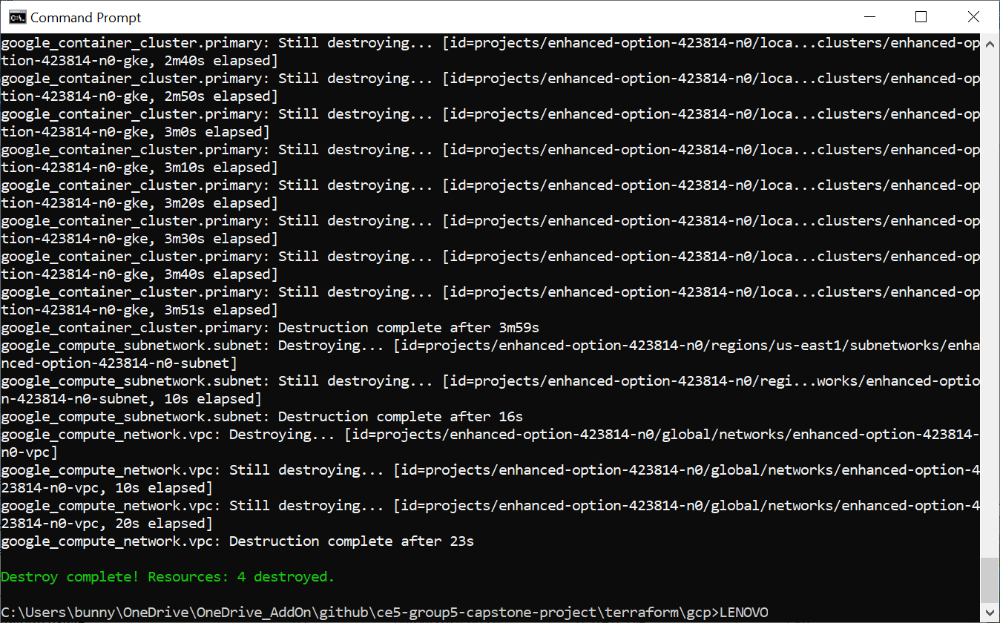 Command Prompt
google_container_cluster.primary: Still destroying... [id=projects/enhanced-option-423814-n0/loca...clusters/enhanced-op
tion-423814-n0-gke, 2m40s elapsed]
google_container_cluster.primary: Still destroying... [id=projects/enhanced-option-423814-n0/loca...clusters/enhanced-op
tion-423814-n0-gke, 2m50s elapsed]
google_container_cluster.primary: Still destroying... [id=projects/enhanced-option-423814-n0/loca...clusters/enhanced-op
tion-423814-n0-gke, 3m0s elapsed]
google_container_cluster.primary: Still destroying... [id=projects/enhanced-option-423814-n0/loca...clusters/enhanced-op
tion-423814-n0-gke, 3m10s elapsed]
google_container_cluster.primary: Still destroying... [id=projects/enhanced-option-423814-n0/loca...clusters/enhanced-op
tion-423814-n0-gke, 3m20s elapsed]
google_container_cluster.primary: Still destroying... [id=projects/enhanced-option-423814-n0/loca...clusters/enhanced-op
tion-423814-n0-gke, 3m30s elapsed]
google_container_cluster.primary: Still destroying... [id=projects/enhanced-option-423814-n0/loca...clusters/enhanced-op
tion-423814-n0-gke, 3m40s elapsed]
google_container_cluster.primary: Still destroying... [id=projects/enhanced-option-423814-n0/loca...clusters/enhanced-op
tion-423814-n0-gke, 3m51s elapsed]
google_container_cluster.primary: Destruction complete after 3m59s
google_compute_subnetwork.subnet: Destroying... [id=projects/enhanced-option-423814-n0/regions/us-east1/subnetworks/enha
nced-option-423814-n0-subnet]
google_compute_subnetwork.subnet: Still destroying... [id=projects/enhanced-option-423814-n0/regi...works/enhanced-optio
n-423814-n0-subnet, 10s elapsed]
google_compute_subnetwork.subnet: Destruction complete after 16s
google_compute_network.vpc: Destroying... [id=projects/enhanced-option-423814-n0/global/networks/enhanced-option-423814-
n0-vpc]
google_compute_network.vpc: Still destroying... [id=projects/enhanced-option-423814-n0/global/networks/enhanced-option-4
23814-n0-vpc, 10s elapsed]
google_compute_network.vpc: Still destroying... [id=projects/enhanced-option-423814-n0/global/networks/enhanced-option-4
23814-n0-vpc, 20s elapsed]
google_compute_network.vpc: Destruction complete after 23s
Destroy complete! Resources: 4 destroyed.
C:\Users\bunny\OneDrive\OneDrive_AddOn\github\ce5-group5-capstone-project\terraform\gcp>LENOVO